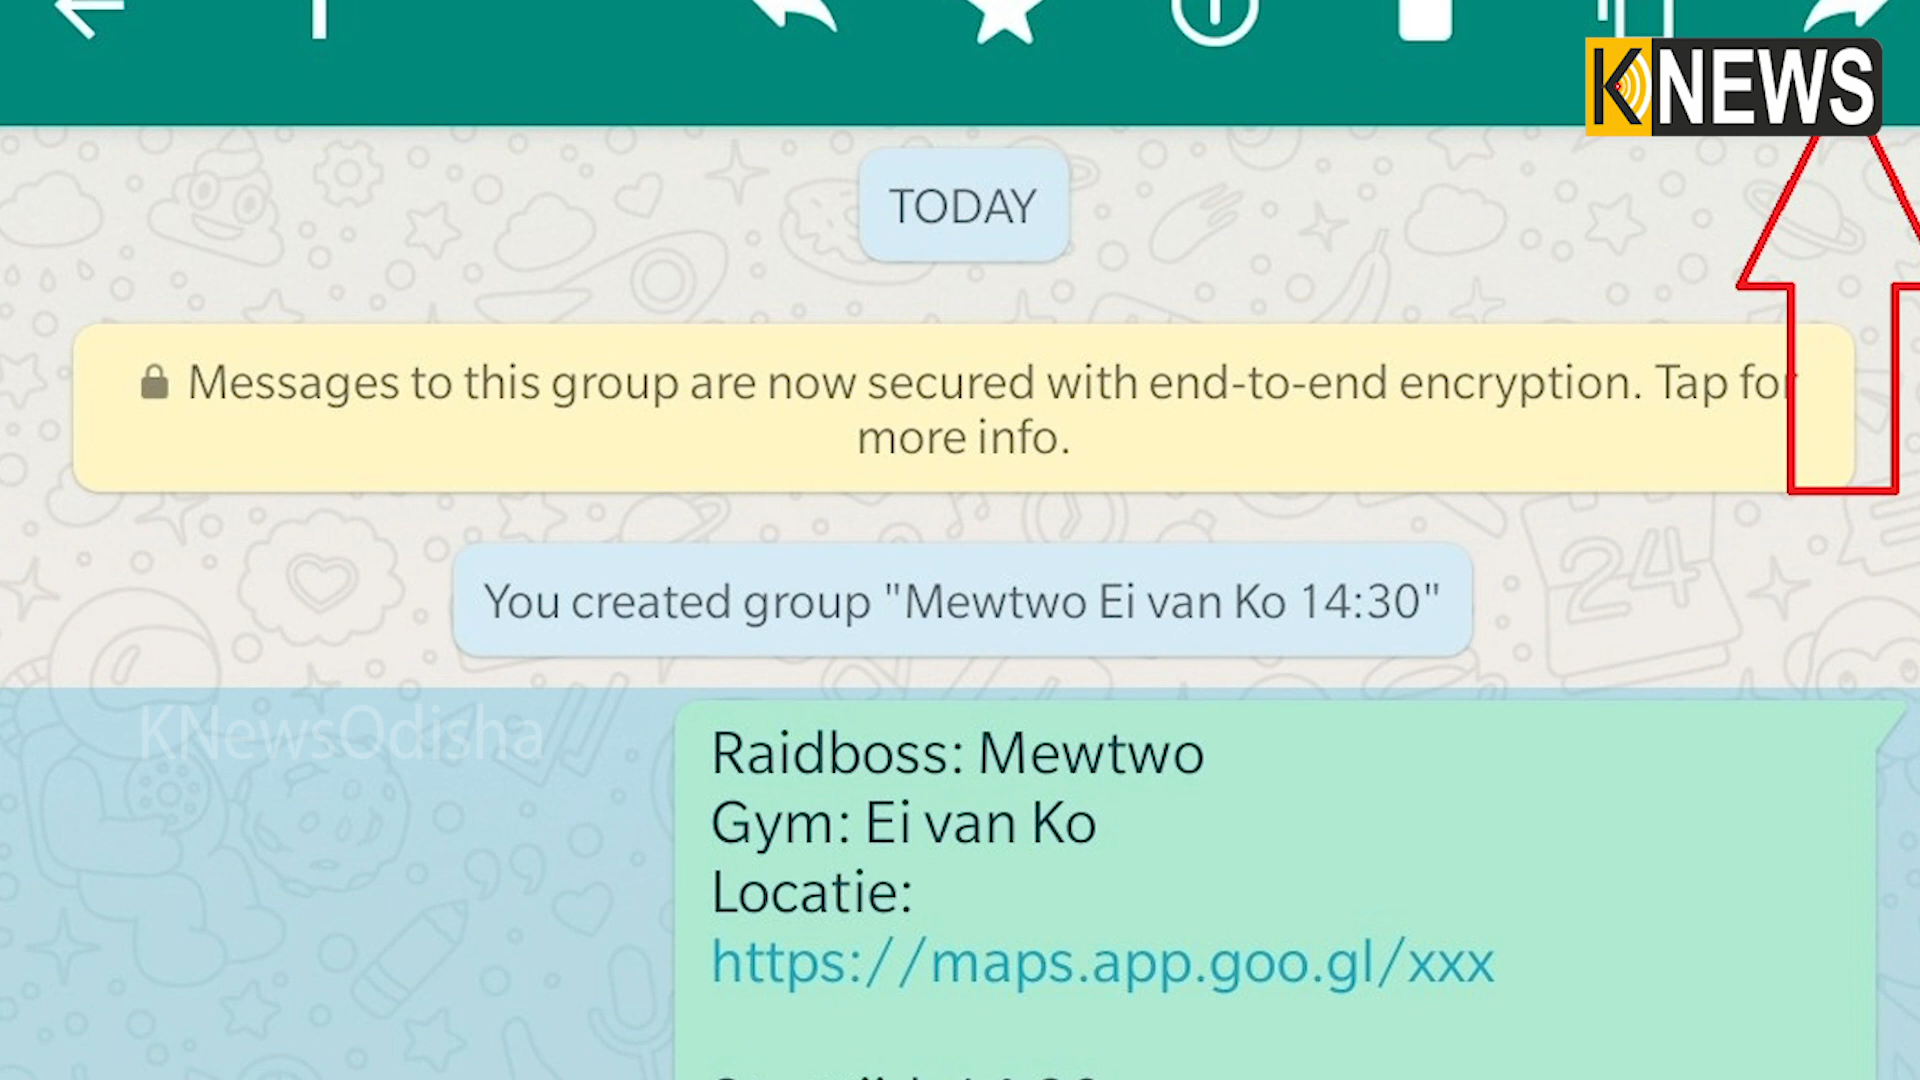 1
KNEWS
TODAY
Messages to this group are now secured with end-to-end encryption. Tap for
more info.
24
You created group "Mewtwo Ei van Ko 14:30"
KNewsOdisha
Raidboss: Mewtwo
Gym: Ei van Ko
Locatie:
https://maps.app.goo.gl/xxx